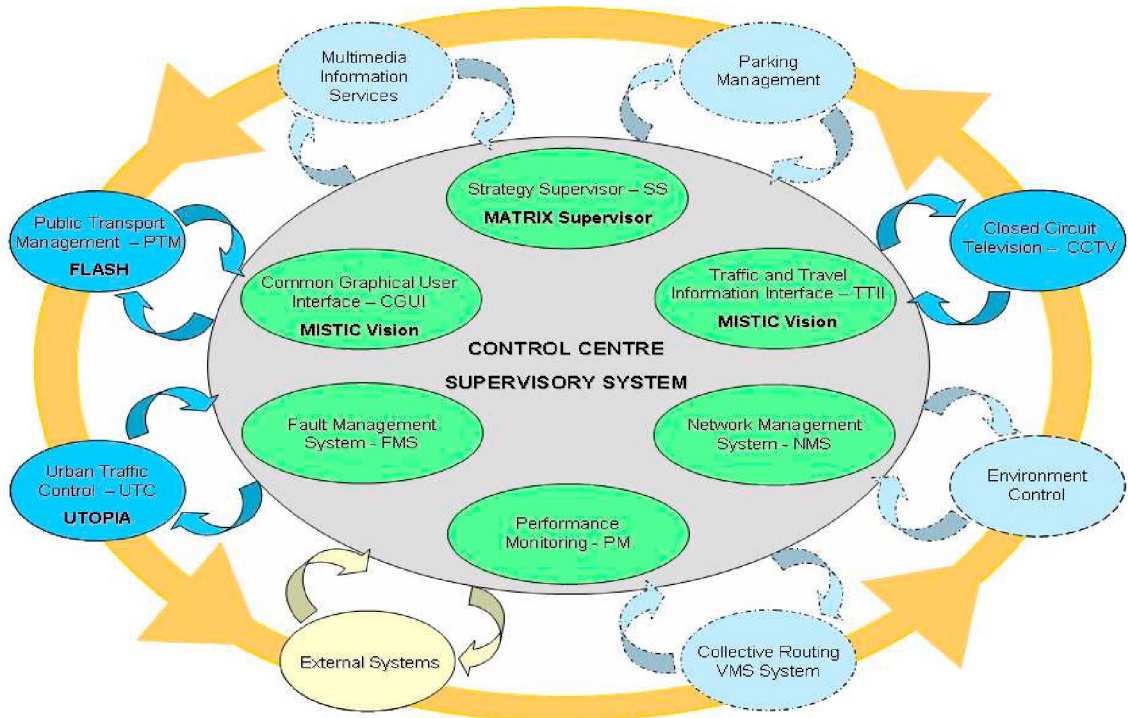 Multimedia
Information
Services
Parking
Management
Strategy Supervisor – SS
MATRIX Supervisor
Public Transport
Management – PTM
FLASH
Closed Circuit
Television – CCTV
Common Graphical User
Interface – CGUI
MISTIC Vision
Traffic and Travel
Information Interface – TTII
MISTIC Vision
CONTROL CENTRE
SUPERVISORY SYSTEM
Fault Management
System - FMS
Network Management
System - NMS
Urban Traffic
Control – UTC
UTOPIA
Environment
Control
Performance
Monitoring - PM
External Systems
Collective Routing
VMS System